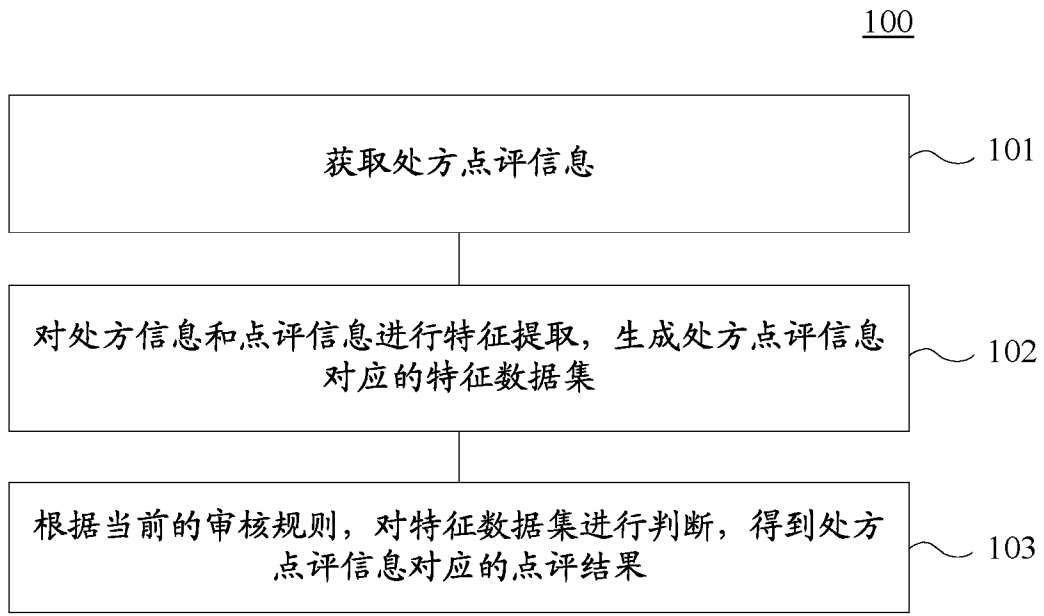 100
获取处方点评信息
101
对处方信息和点评信息进行特征提取，生成处方点评信息
对应的特征数据集
102
根据当前的审核规则，对特征数据集进行判断，得到处方
点评信息对应的点评结果
103